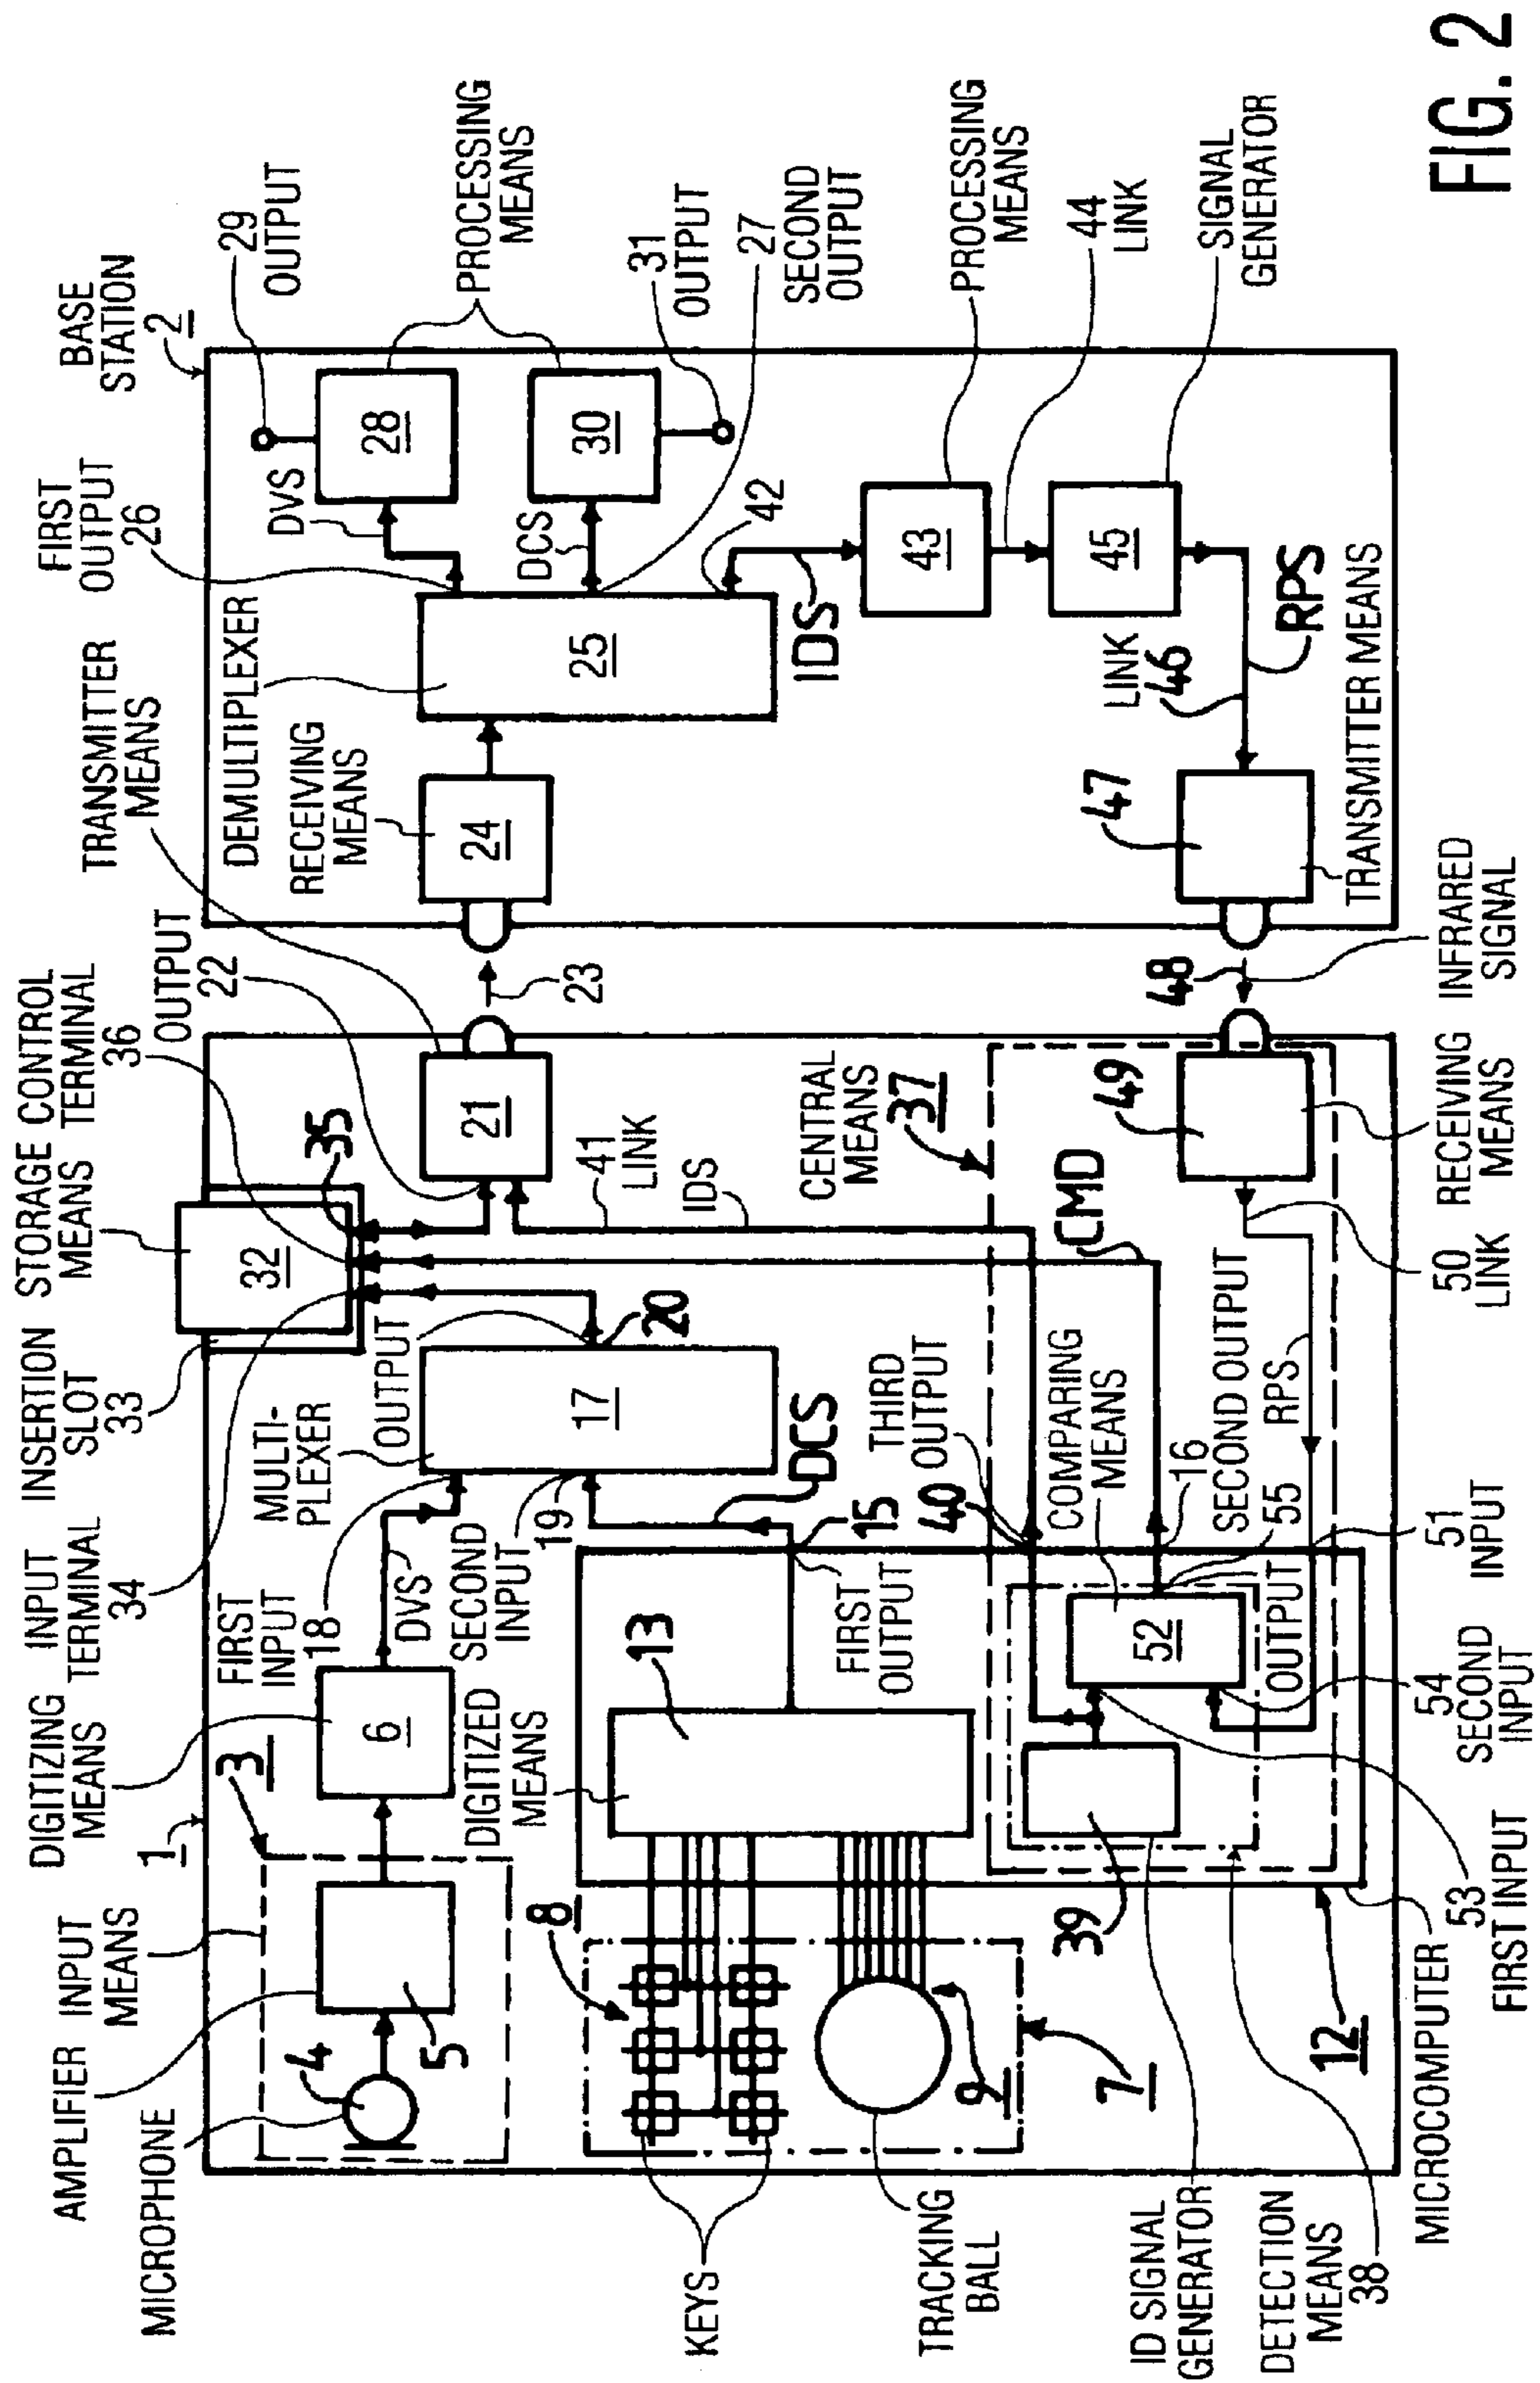 BASE
STATION
2
29
OUTPUT
PROCESSING
MEANS
31
OUTPUT
27
SECOND
OUTPUT
PROCESSING
MEANS
44
LINK
SIGNAL
GENERATOR
FIRST
OUTPUT
26
DVS
28
DCS
30
42
43
45
DEMULTIPLEXER
25
IDS
LINK
46
RPS
TRANSMITTER
MEANS
RECEIVING
MEANS
24
47
TRANSMITTER MEANS
OUTPUT
22
23
48
INFRARED
SIGNAL
STORAGE
MEANS
CONTROL
TERMINAL
36
35
21
41
LINK
IDS
CENTRAL
MEANS
37
CMD
49
RECEIVING
MEANS
50
LINK
INSERTION
SLOT
33
32
MULTI-
PLEXER
OUTPUT
20
17
DCS
THIRD
OUTPUT
40
COMPARING
MEANS
16
SECOND OUTPUT
55
RPS
51
INPUT
INPUT
TERMINAL
34
FIRST
INPUT
18
DVS
SECOND
INPUT
19
15
FIRST
OUTPUT
52
OUTPUT
54
SECOND
INPUT
DIGITIZING
MEANS
1
3
6
DIGITIZED
MEANS
13
39
53
FIRST INPUT
AMPLIFIER
INPUT
MEANS
MICROPHONE
4
5
8
9
7
12
MICROCOMPUTER
KEYS
TRACKING
BALL
ID SIGNAL
GENERATOR
DETECTION
MEANS
38
FIG. 2